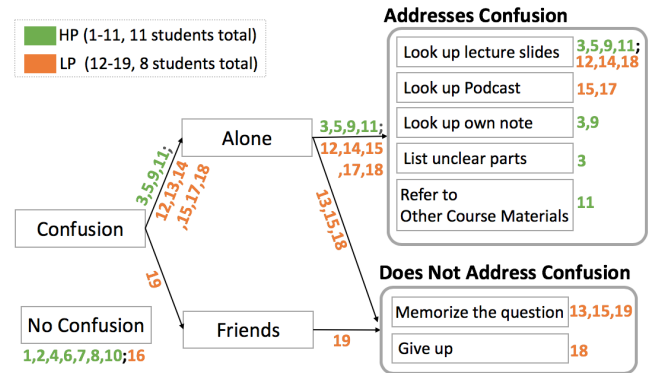 HP (1-11, 11 students total)
LP (12-19, 8 students total)
Addresses Confusion
Look up lecture slides
3,5,9,11;
12,14,18
Look up Podcast
15,17
Look up own note
3,9
List unclear parts
3
Refer to
Other Course Materials
11
Alone
3,5,9,11;
12,14,15
,17,18
3,5,9,11;
12,13,14
,15,17,18
13,15,18
Confusion
19
Does Not Address Confusion
Memorize the question
13,15,19
Give up
18
Friends
19
No Confusion
1,2,4,6,7,8,10;16